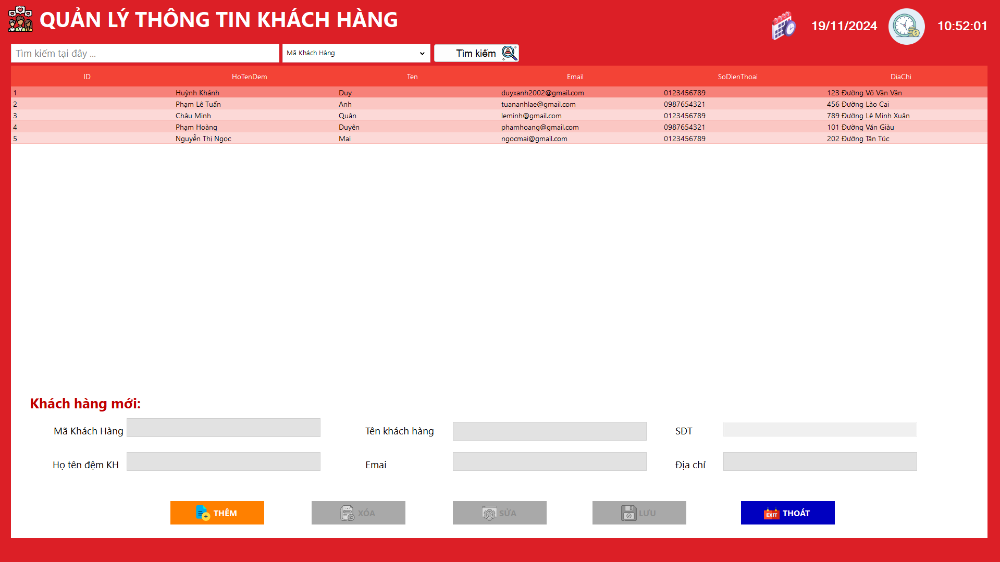 QUẢN LÝ THÔNG TIN KHÁCH HÀNG
19/11/2024 10:52:01
Tìm kiếm tại đây ... Mã Khách Hàng Tìm kiếm
ID HoTenDem Ten Email SoDienThoai DiaChi
1 Huỳnh Khánh Duy duyxanh2002@gmail.com 0123456789 123 Đường Võ Văn Vân
2 Phạm Lê Tuấn Anh tuananhlae@gmail.com 0987654321 456 Đường Lào Cai
3 Châu Minh Quân leminh@gmail.com 0123456789 789 Đường Lê Minh Xuân
4 Phạm Hoàng Duyên phamhoang@gmail.com 0987654321 101 Đường Văn Giàu
5 Nguyễn Thị Ngọc Mai ngocmai@gmail.com 0123456789 202 Đường Tân Túc
Khách hàng mới:
Mã Khách Hàng Tên khách hàng SĐT
Họ tên đệm KH Emai Địa chỉ
THÊM XÓA SỬA LƯU EXIT THOÁT